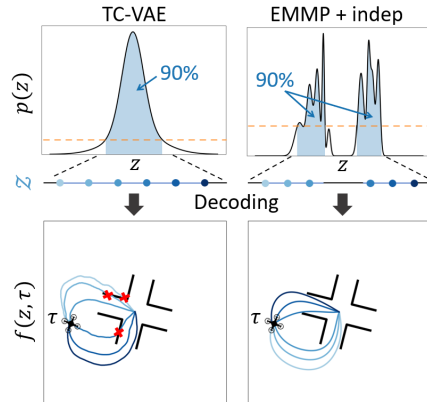 TC-VAE
EMMP + indep
p(z)
90%
90%
z
z
z
Decoding
f(z, τ)
τ
τ